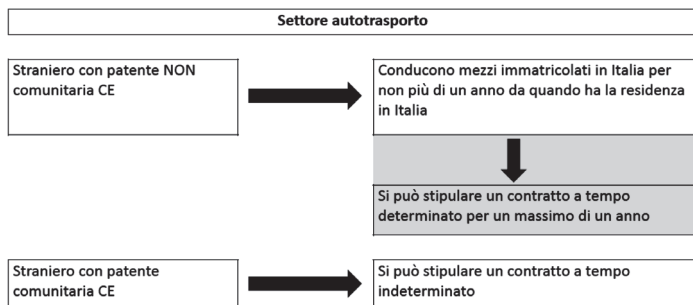 Settore autotrasporto
Straniero con patente NON
comunitaria CE
Conducono mezzi immatricolati in Italia per
non più di un anno da quando ha la residenza
in Italia
Si può stipulare un contratto a tempo
determinato per un massimo di un anno
Straniero con patente
comunitaria CE
Si può stipulare un contratto a tempo
indeterminato